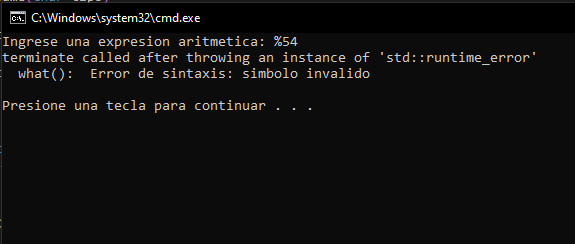 C:\Windows\system32\cmd.exe
Ingrese una expresion aritmetica: %54
terminate called after throwing an instance of 'std::runtime_error'
  what():  Error de sintaxis: simbolo invalido
Presione una tecla para continuar . . .